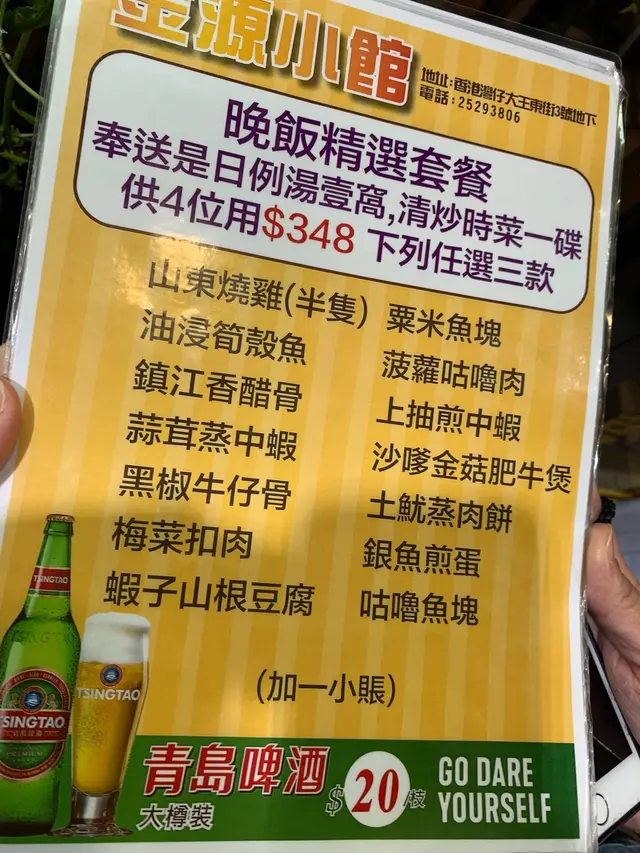 金源小館
地址:香港灣仔大王東街3號地下
電話:25293806
晚飯精選套餐
奉送是日例湯壹窩,清炒時菜一碟
供4位用$348 下列任選三款
山東燒雞(半隻)
油浸筍殼魚
鎮江香醋骨
蒜茸蒸中蝦
黑椒牛仔骨
梅菜扣肉
蝦子山根豆腐
粟米魚塊
菠蘿咕嚕肉
上抽煎中蝦
沙嗲金菇肥牛煲
土魷蒸肉餅
銀魚煎蛋
咕嚕魚塊
(加一小賬)
TSINGTAO
TSINGTAO
TSINGTAO
PREMIUM
TSINGTAO
青島啤酒
大樽裝
$20/枝
GO DARE
YOURSELF